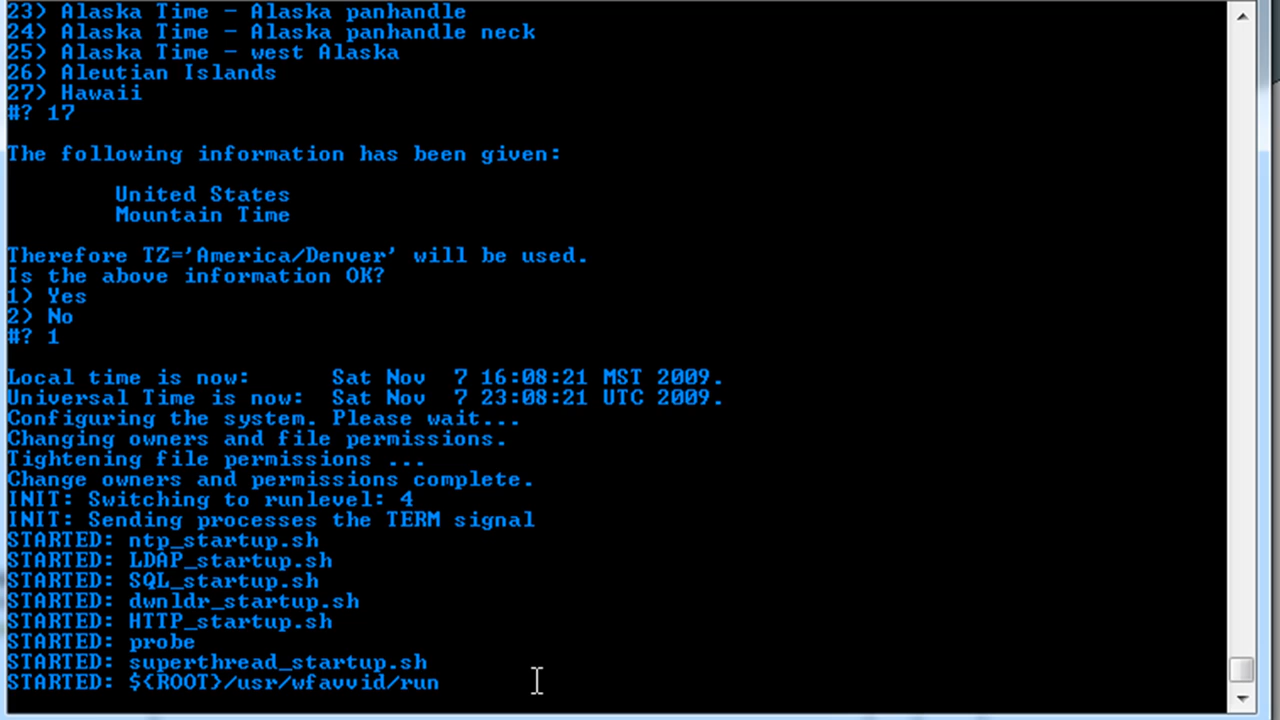 23) Alaska Time - Alaska panhandle
24) Alaska Time - Alaska panhandle neck
25) Alaska Time - west Alaska
26) Aleutian Islands
27) Hawaii
#? 17
The following information has been given:
United States
Mountain Time
Therefore TZ='America/Denver' will be used.
Is the above information OK?
1) Yes
2) No
#? 1
Local time is now: Sat Nov 7 16:08:21 MST 2009.
Universal Time is now: Sat Nov 7 23:08:21 UTC 2009.
Configuring the system. Please wait...
Changing owners and file permissions.
Tightening file permissions ...
Change owners and permissions complete.
INIT: Switching to runlevel: 4
INIT: Sending processes the TERM signal
STARTED: ntp_startup.sh
STARTED: LDAP_startup.sh
STARTED: SQL_startup.sh
STARTED: dwnldr_startup.sh
STARTED: HTTP_startup.sh
STARTED: probe
STARTED: superthread_startup.sh
STARTED: ${ROOT}/usr/wfavvid/run